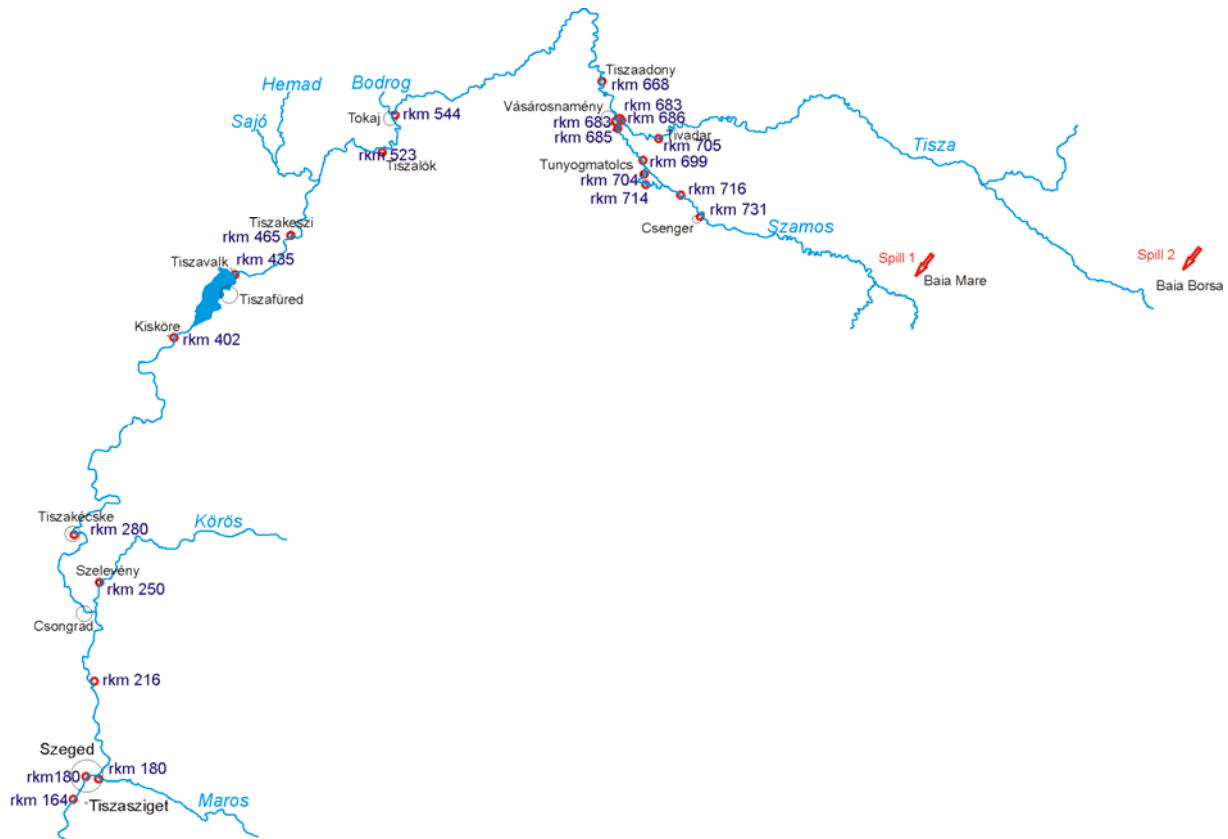 Hemad
Bodrog
Sajó
Tiszaadony
rkm 668
Vásárosnamény
rkm 683
rkm 544
Tokaj
rkm 683
rkm 686
rkm 685
Tivadar
rkm 705
Tisza
rkm 523
Tiszalök
rkm 699
Tunyogmatolcs
rkm 704
rkm 714
rkm 716
rkm 731
Csenger
Szamos
Tiszakeszi
rkm 465
Spill 1
Spill 2
Baia Mare
Baia Borsa
Tiszavalk
rkm 435
Tiszafüred
Kisköre
rkm 402
Tiszakécske
rkm 280
Körös
Szelevény
rkm 250
Csongrad
rkm 216
Szeged
rkm180
rkm 180
rkm 164
Tiszasziget
Maros